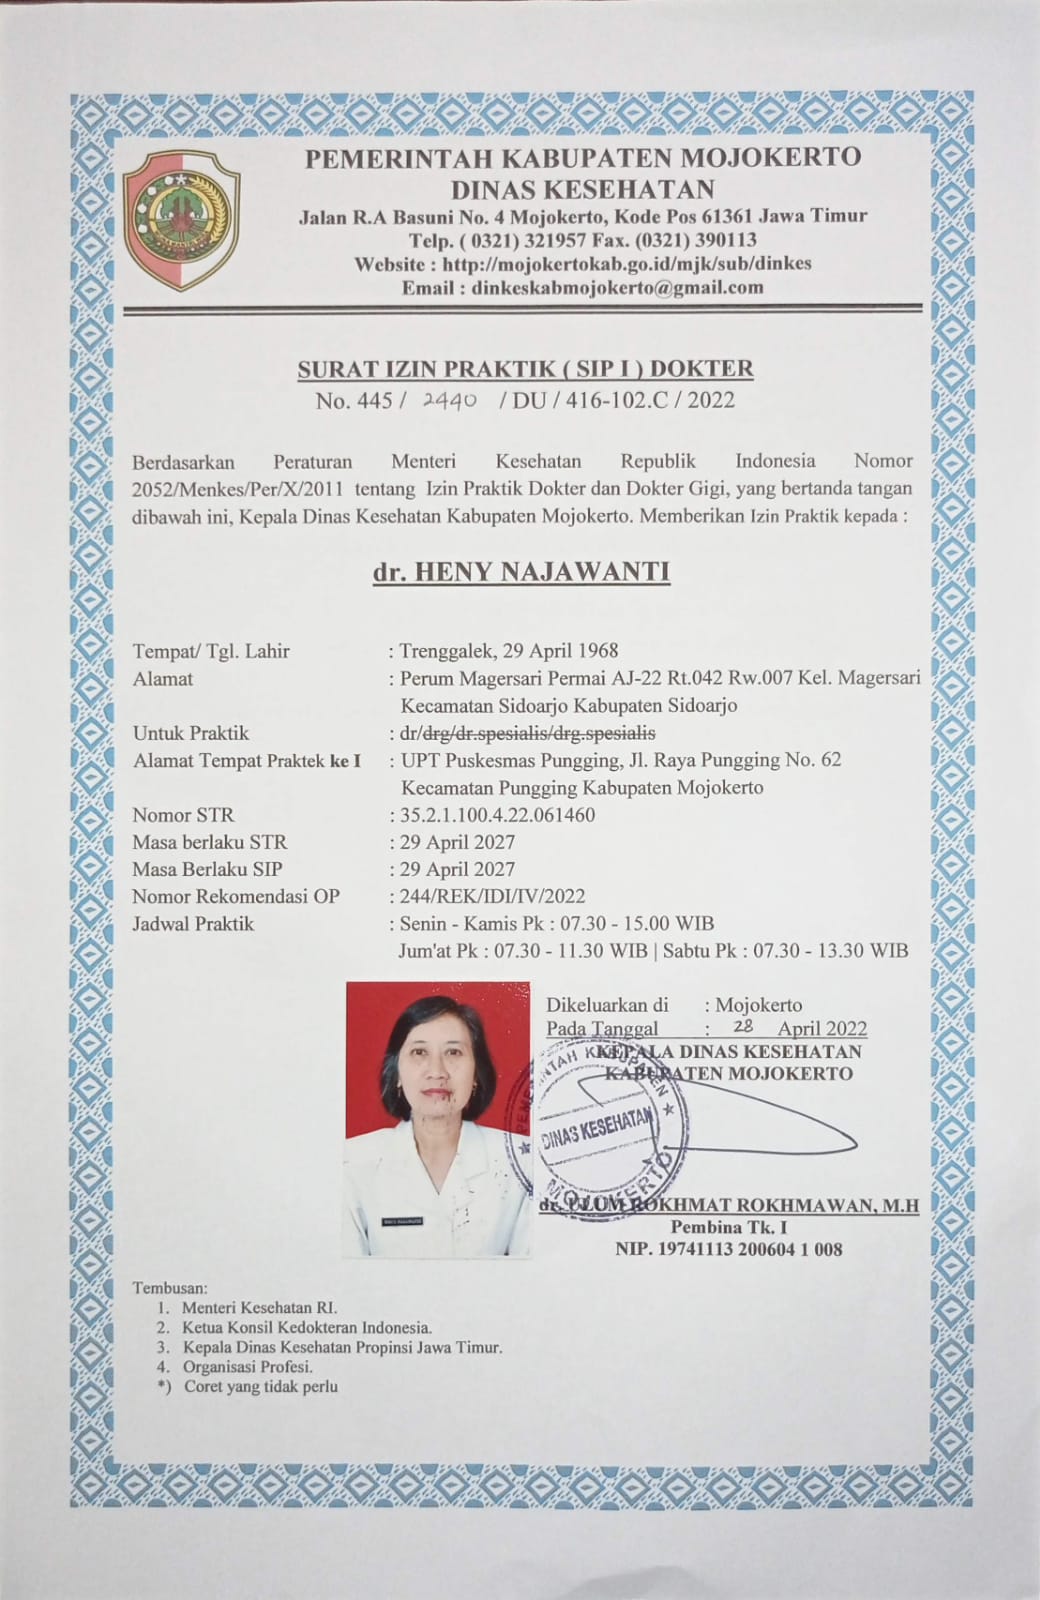 PEMERINTAH KABUPATEN MOJOKERTO
DINAS KESEHATAN
Jalan R.A Basuni No. 4 Mojokerto, Kode Pos 61361 Jawa Timur
Telp. ( 0321) 321957 Fax. (0321) 390113
Website : http://mojokertokab.go.id/mjk/sub/dinkes
Email : dinkeskabmojokerto@gmail.com
SURAT IZIN PRAKTIK ( SIP I ) DOKTER
No. 445 / 2440 / DU / 416-102.C / 2022
Berdasarkan Peraturan Menteri Kesehatan Republik Indonesia Nomor
2052/Menkes/Per/X/2011 tentang Izin Praktik Dokter dan Dokter Gigi, yang bertanda tangan
dibawah ini, Kepala Dinas Kesehatan Kabupaten Mojokerto. Memberikan Izin Praktik kepada :
dr. HENY NAJAWANTI
Tempat/ Tgl. Lahir : Trenggalek, 29 April 1968
Alamat : Perum Magersari Permai AJ-22 Rt.042 Rw.007 Kel. Magersari
Kecamatan Sidoarjo Kabupaten Sidoarjo
Untuk Praktik : dr/drg/dr.spesialis/drg.spesialis
Alamat Tempat Praktek ke I : UPT Puskesmas Pungging, Jl. Raya Pungging No. 62
Kecamatan Pungging Kabupaten Mojokerto
Nomor STR : 35.2.1.100.4.22.061460
Masa berlaku STR : 29 April 2027
Masa Berlaku SIP : 29 April 2027
Nomor Rekomendasi OP : 244/REK/IDI/IV/2022
Jadwal Praktik : Senin - Kamis Pk : 07.30 - 15.00 WIB
Jum'at Pk : 07.30 - 11.30 WIB | Sabtu Pk : 07.30 - 13.30 WIB
Dikeluarkan di : Mojokerto
Pada Tanggal : 28 April 2022
KEPALA DINAS KESEHATAN
KABUPATEN MOJOKERTO
PEMERINTAH KABUPATEN
DINAS KESEHATAN
MOJOKERTO
dr. ULUM ROKHMAT ROKHMAWAN, M.H
Pembina Tk. I
NIP. 19741113 200604 1 008
Tembusan:
1. Menteri Kesehatan RI.
2. Ketua Konsil Kedokteran Indonesia.
3. Kepala Dinas Kesehatan Propinsi Jawa Timur.
4. Organisasi Profesi.
*) Coret yang tidak perlu